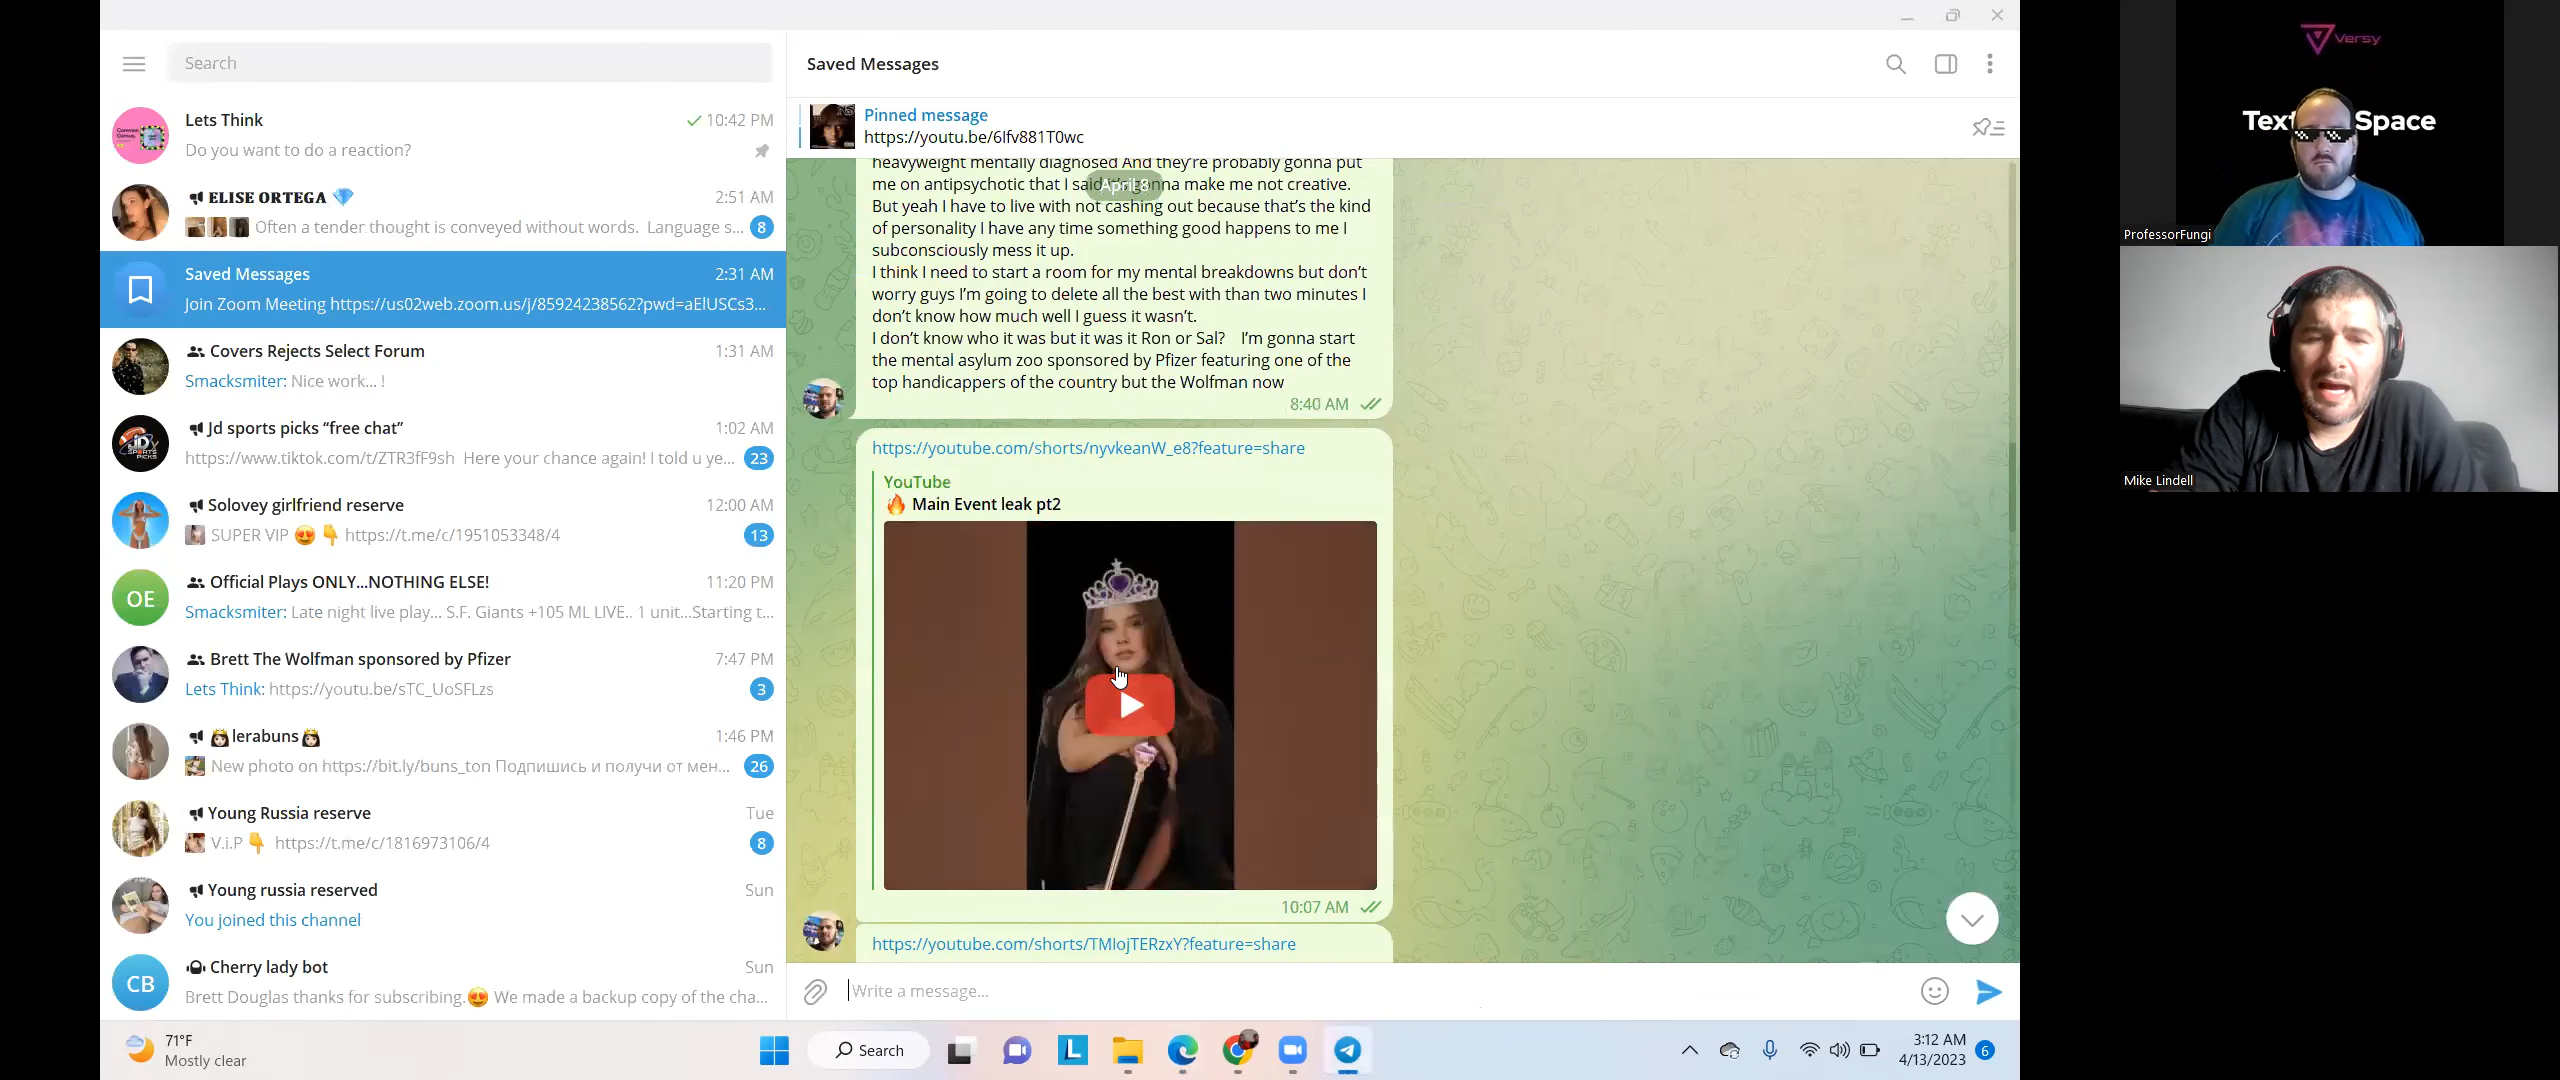 Search
Lets Think
10:42 PM
Do you want to do a reaction?
ELISE ORTEGA 💎
2:51 AM
Often a tender thought is conveyed without words. Language s...
8
Saved Messages
2:31 AM
Join Zoom Meeting https://us02web.zoom.us/j/85924238562?pwd=aElUSCs3...
Covers Rejects Select Forum
1:31 AM
Smacksmiter: Nice work... !
Jd sports picks “free chat”
1:02 AM
https://www.tiktok.com/t/ZTR3fF9sh Here your chance again! I told u ye...
23
Solovey girlfriend reserve
12:00 AM
SUPER VIP 😍 👇 https://t.me/c/1951053348/4
13
OE
Official Plays ONLY...NOTHING ELSE!
11:20 PM
Smacksmiter: Late night live play... S.F. Giants +105 ML LIVE.. 1 unit...Starting t...
Brett The Wolfman sponsored by Pfizer
7:47 PM
Lets Think: https://youtu.be/sTC_UoSFLzs
3
👸🏻lerabuns👸🏻
1:46 PM
New photo on https://bit.ly/buns_ton Подпишись и получи от мен...
26
Young Russia reserve
Tue
V.i.P 👇 https://t.me/c/1816973106/4
8
Young russia reserved
Sun
You joined this channel
CB
Cherry lady bot
Sun
Brett Douglas thanks for subscribing.😍 We made a backup copy of the cha...
Saved Messages
Pinned message
https://youtu.be/6Ifv881T0wc
heavyweight mentally diagnosed And they’re probably gonna put
me on antipsychotic that I said it's gonna make me not creative.
April 8
But yeah I have to live with not cashing out because that’s the kind
of personality I have any time something good happens to me I
subconsciously mess it up.
I think I need to start a room for my mental breakdowns but don’t
worry guys I’m going to delete all the best with than two minutes I
don’t know how much well I guess it wasn’t.
I don’t know who it was but it was it Ron or Sal? I’m gonna start
the mental asylum zoo sponsored by Pfizer featuring one of the
top handicappers of the country but the Wolfman now
8:40 AM
https://youtube.com/shorts/nyvkeanW_e8?feature=share
YouTube
🔥 Main Event leak pt2
10:07 AM
https://youtube.com/shorts/TMIojTERzxY?feature=share
Write a message...
Versy
Text Space
ProfessorFungi
Mike Lindell
71°F
Mostly clear
Search
3:12 AM
4/13/2023
6